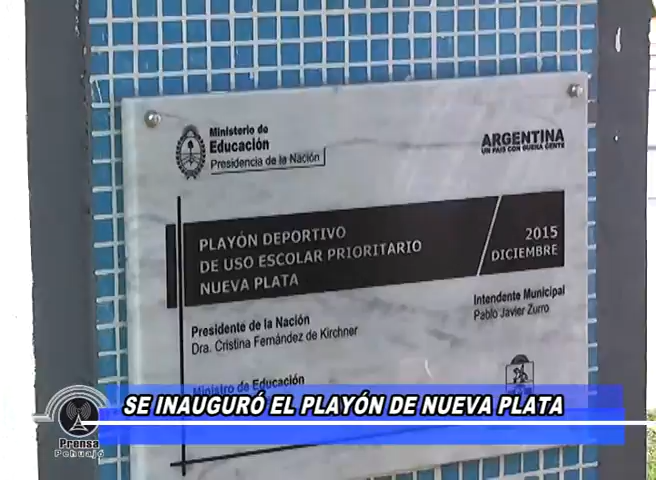 Ministerio de
Educación
Presidencia de la Nación
ARGENTINA
UN PAIS CON BUENA GENTE
PLAYÓN DEPORTIVO
DE USO ESCOLAR PRIORITARIO
NUEVA PLATA
2015
DICIEMBRE
Presidente de la Nación
Dra. Cristina Fernández de Kirchner
Intendente Municipal
Pablo Javier Zurro
Ministro de Educación
SE INAUGURÓ EL PLAYÓN DE NUEVA PLATA
Prensa
Pehuajó